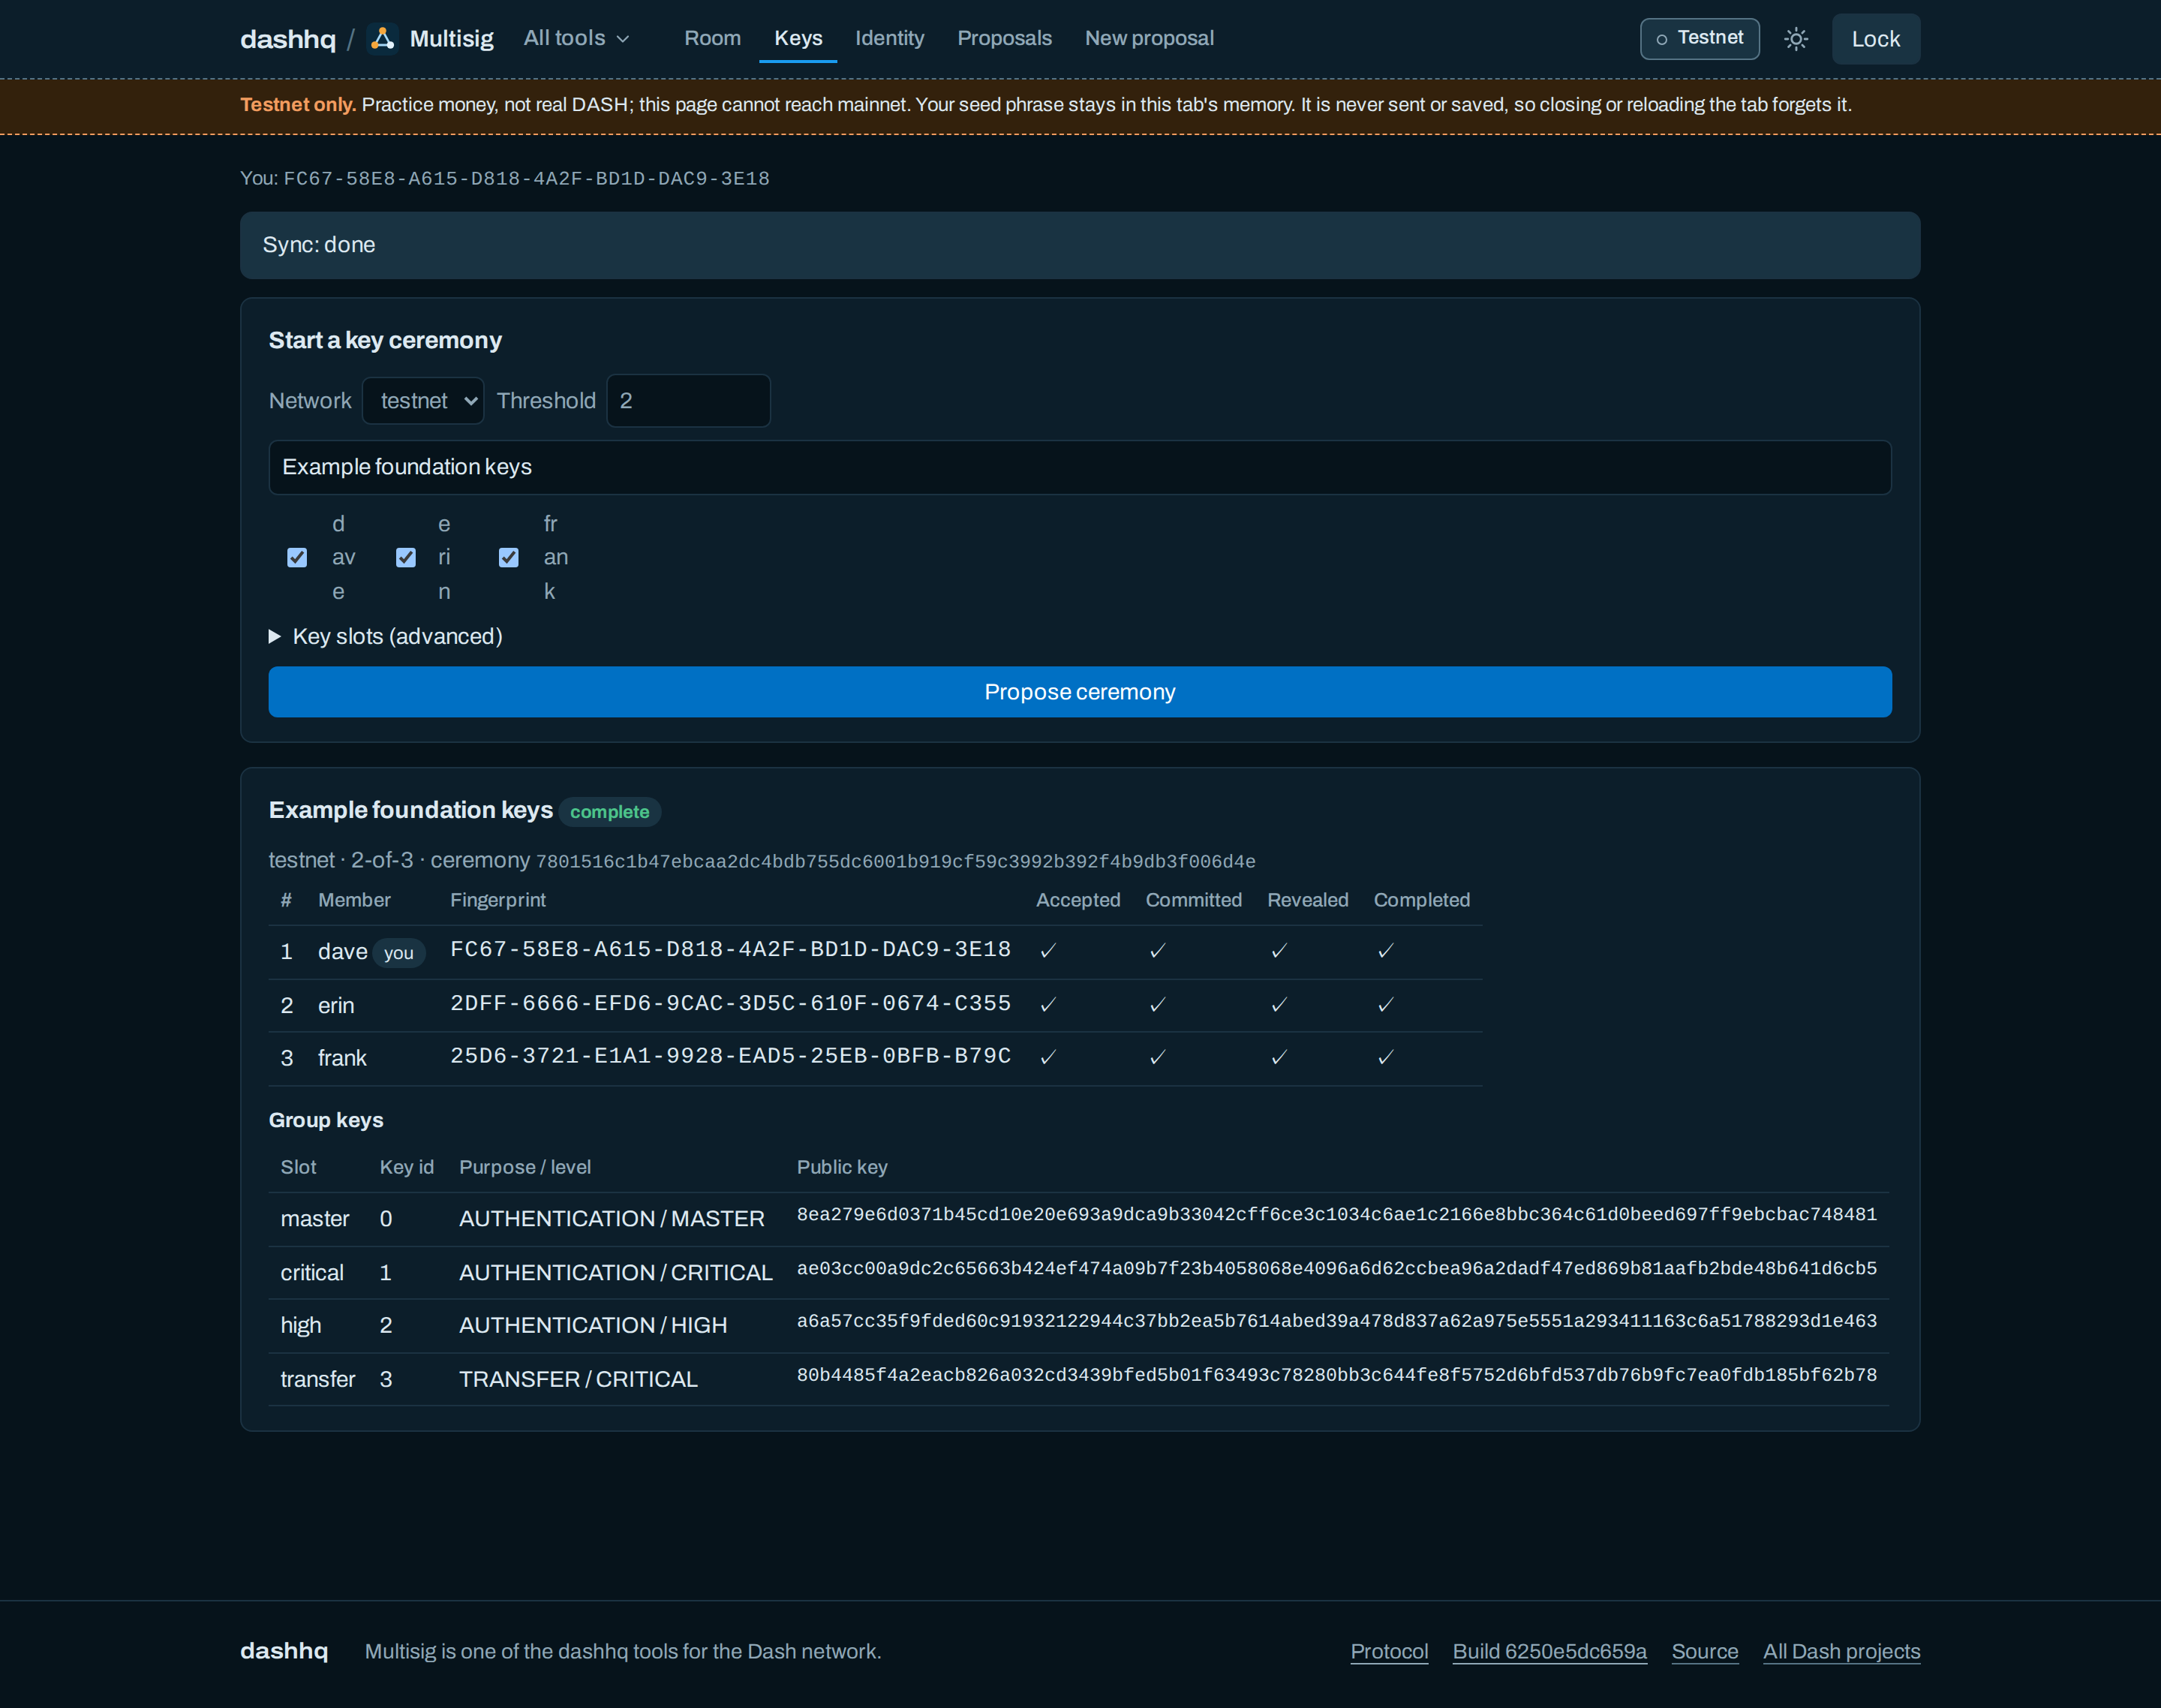 dashhq / Multisig All tools Room Keys Identity Proposals New proposal Testnet Lock
Testnet only. Practice money, not real DASH; this page cannot reach mainnet. Your seed phrase stays in this tab's memory. It is never sent or saved, so closing or reloading the tab forgets it.
You: FC67-58E8-A615-D818-4A2F-BD1D-DAC9-3E18
Sync: done
Start a key ceremony
Network testnet Threshold 2
Example foundation keys
d e fr
av ri an
e n k
Key slots (advanced)
Propose ceremony
Example foundation keys complete
testnet · 2-of-3 · ceremony 7801516c1b47ebcaa2dc4bdb755dc6001b919cf59c3992b392f4b9db3f006d4e
# Member Fingerprint Accepted Committed Revealed Completed
1 dave you FC67-58E8-A615-D818-4A2F-BD1D-DAC9-3E18 ✓ ✓ ✓ ✓
2 erin 2DFF-6666-EFD6-9CAC-3D5C-610F-0674-C355 ✓ ✓ ✓ ✓
3 frank 25D6-3721-E1A1-9928-EAD5-25EB-0BFB-B79C ✓ ✓ ✓ ✓
Group keys
Slot Key id Purpose / level Public key
master 0 AUTHENTICATION / MASTER 8ea279e6d0371b45cd10e20e693a9dca9b33042cff6ce3c1034c6ae1c2166e8bbc364c61d0beed697ff9ebcbac748481
critical 1 AUTHENTICATION / CRITICAL ae03cc00a9dc2c65663b424ef474a09b7f23b4058068e4096a6d62ccbea96a2dadf47ed869b81aafb2bde48b641d6cb5
high 2 AUTHENTICATION / HIGH a6a57cc35f9fded60c91932122944c37bb2ea5b7614abed39a478d837a62a975e5551a293411163c6a51788293d1e463
transfer 3 TRANSFER / CRITICAL 80b4485f4a2eacb826a032cd3439bfed5b01f63493c78280bb3c644fe8f5752d6bfd537db76b9fc7ea0fdb185bf62b78
dashhq Multisig is one of the dashhq tools for the Dash network. Protocol Build 6250e5dc659a Source All Dash projects